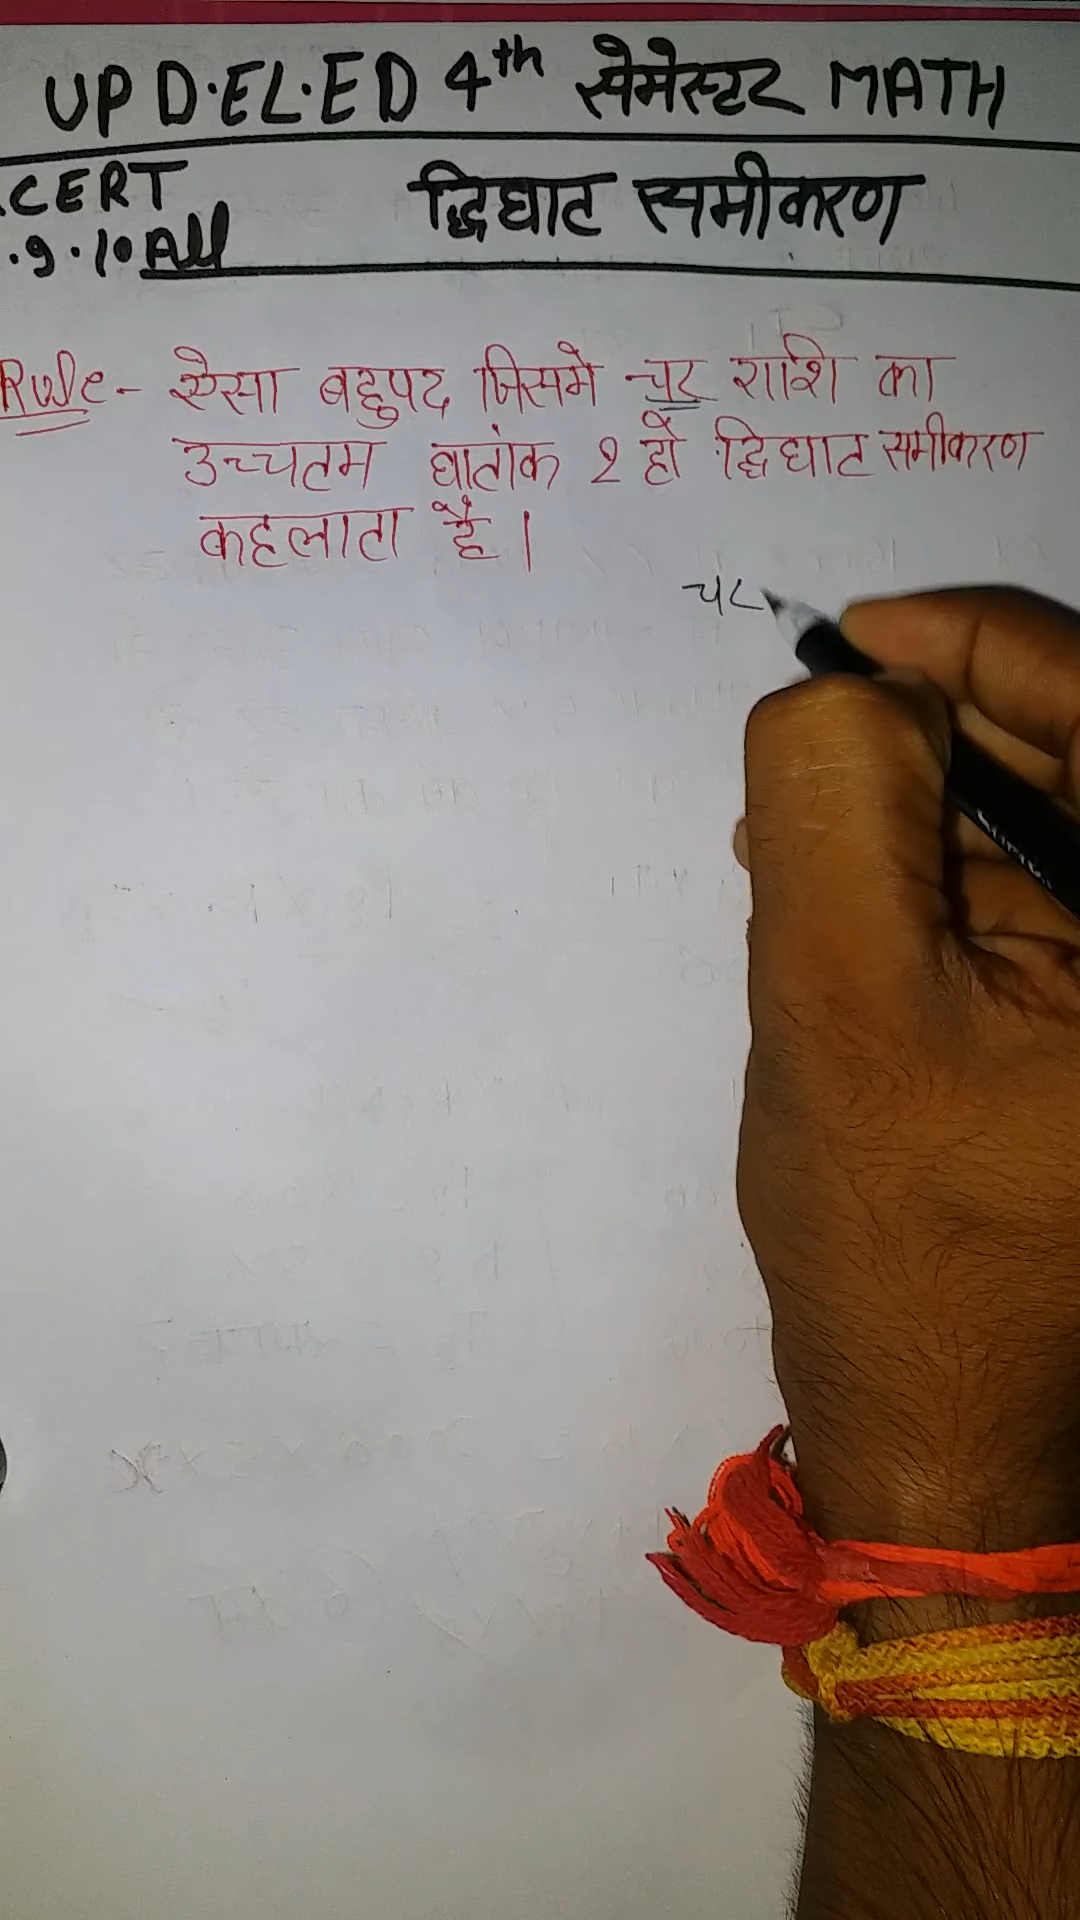 UP D.EL.ED 4th सेमेस्टर MATH
CERT
द्विघात समीकरण
.9.10 All
Rule- ऐसा बहुपद जिसमे चर राशि का
उच्चतम घातांक 2 हो द्विघात समीकरण
कहलाता है।
चर